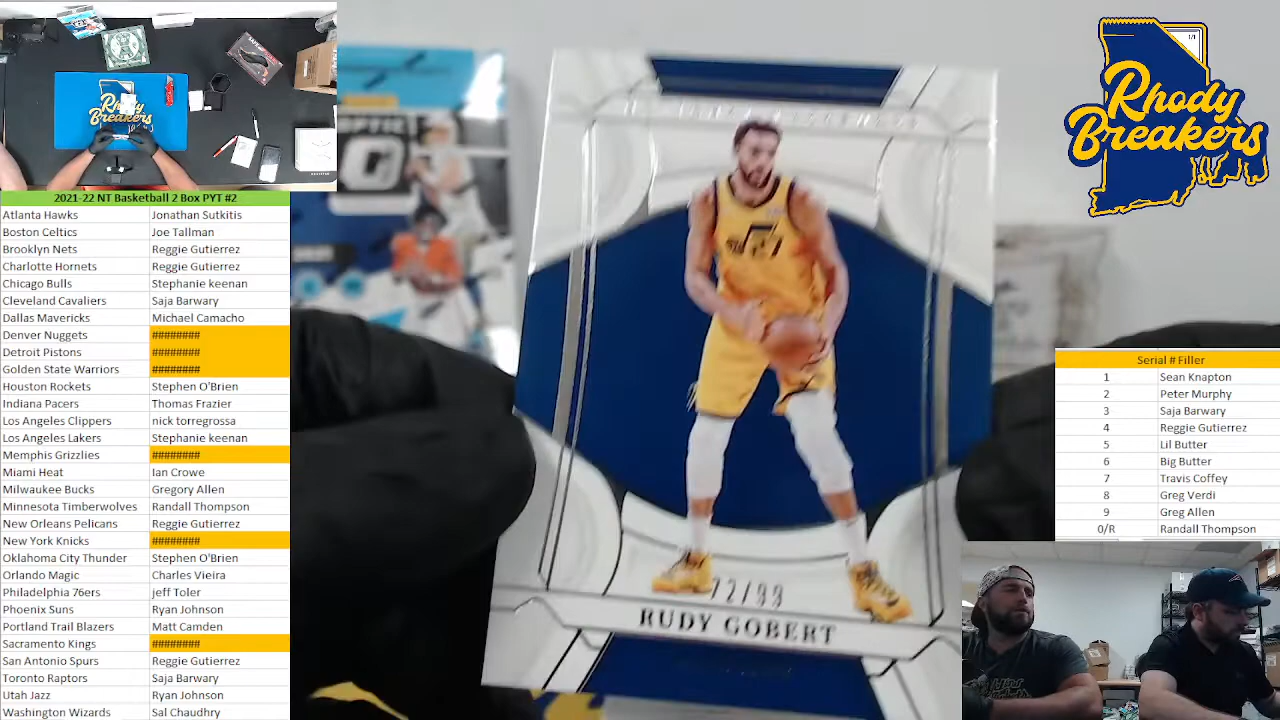 2021-22 NT Basketball 2 Box PYT #2
Atlanta Hawks Jonathan Sutkitis
Boston Celtics Joe Tallman
Brooklyn Nets Reggie Gutierrez
Charlotte Hornets Reggie Gutierrez
Chicago Bulls Stephanie keenan
Cleveland Cavaliers Saja Barwary
Dallas Mavericks Michael Camacho
Denver Nuggets ########
Detroit Pistons ########
Golden State Warriors ########
Houston Rockets Stephen O'Brien
Indiana Pacers Thomas Frazier
Los Angeles Clippers nick torregrossa
Los Angeles Lakers Stephanie keenan
Memphis Grizzlies ########
Miami Heat Ian Crowe
Milwaukee Bucks Gregory Allen
Minnesota Timberwolves Randall Thompson
New Orleans Pelicans Reggie Gutierrez
New York Knicks ########
Oklahoma City Thunder Stephen O'Brien
Orlando Magic Charles Vieira
Philadelphia 76ers jeff Toler
Phoenix Suns Ryan Johnson
Portland Trail Blazers Matt Camden
Sacramento Kings ########
San Antonio Spurs Reggie Gutierrez
Toronto Raptors Saja Barwary
Utah Jazz Ryan Johnson
Washington Wizards Sal Chaudhry
Rhody
Breakers
OPTIC
72/99
RUDY GOBERT
1/1
Rhody
Breakers
Serial # Filler
1 Sean Knapton
2 Peter Murphy
3 Saja Barwary
4 Reggie Gutierrez
5 Lil Butter
6 Big Butter
7 Travis Coffey
8 Greg Verdi
9 Greg Allen
0/R Randall Thompson